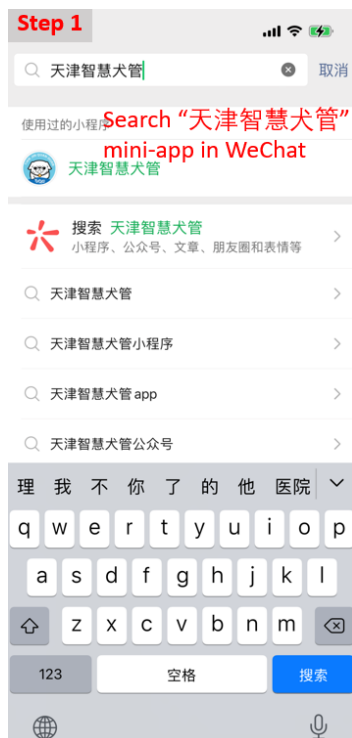 Step 1
天津智慧犬管
取消
使用过的小程序
Search “天津智慧犬管”
mini-app in WeChat
天津智慧犬管
搜索 天津智慧犬管
小程序、公众号、文章、朋友圈和表情等
天津智慧犬管
天津智慧犬管小程序
天津智慧犬管 app
天津智慧犬管公众号
理 我 不 你 了 的 他 医院
q w e r t y u i o p
a s d f g h j k l
z x c v b n m
123 空格 搜索